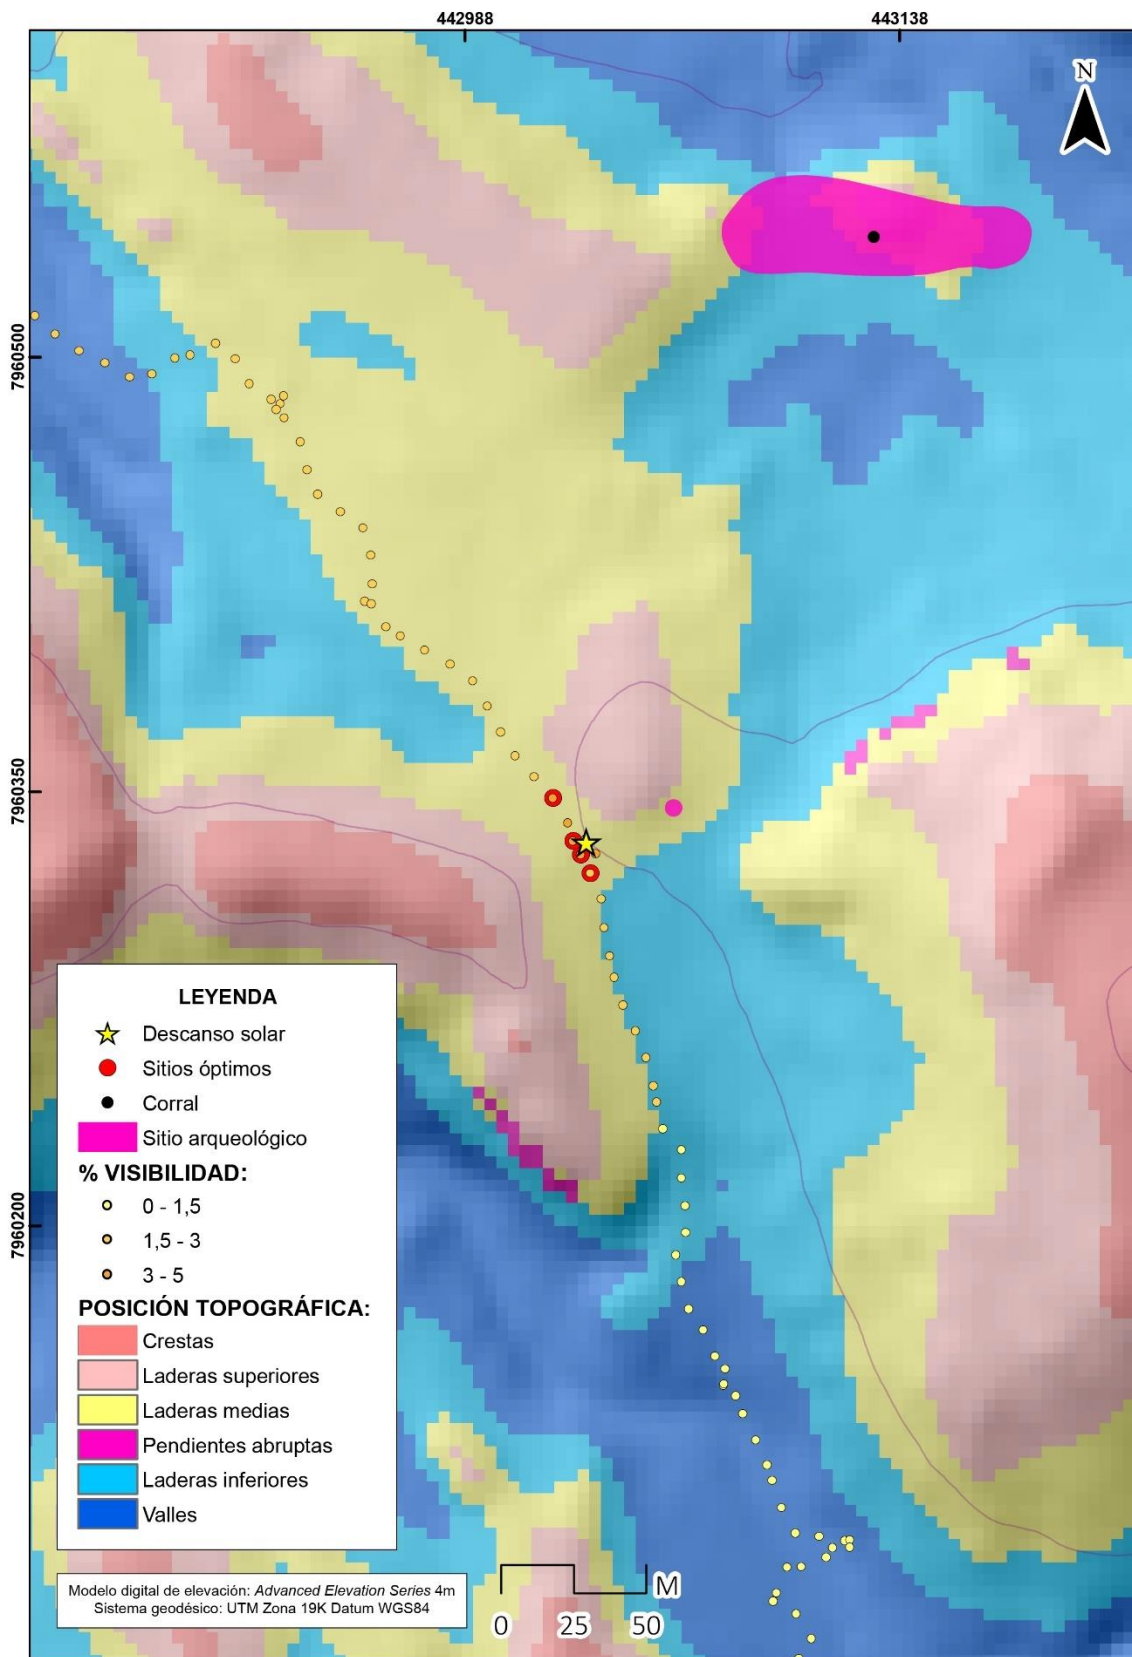 442988
443138
N
7960500
7960350
7960200
LEYENDA
Descanso solar
Sitios óptimos
Corral
Sitio arqueológico
% VISIBILIDAD:
0 - 1,5
1,5 - 3
3 - 5
POSICIÓN TOPOGRÁFICA:
Crestas
Laderas superiores
Laderas medias
Pendientes abruptas
Laderas inferiores
Valles
Modelo digital de elevación: Advanced Elevation Series 4m
Sistema geodésico: UTM Zona 19K Datum WGS84
M
0 25 50